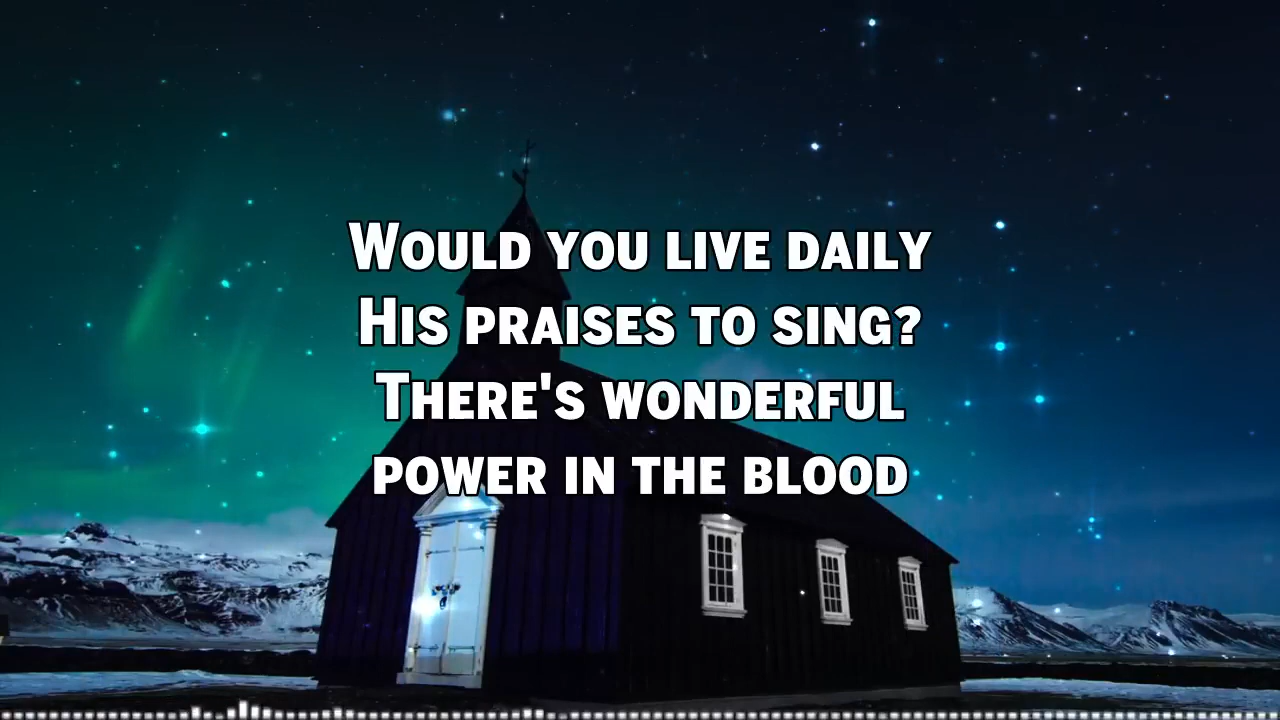 Would you live daily
His praises to sing?
There's wonderful
power in the blood